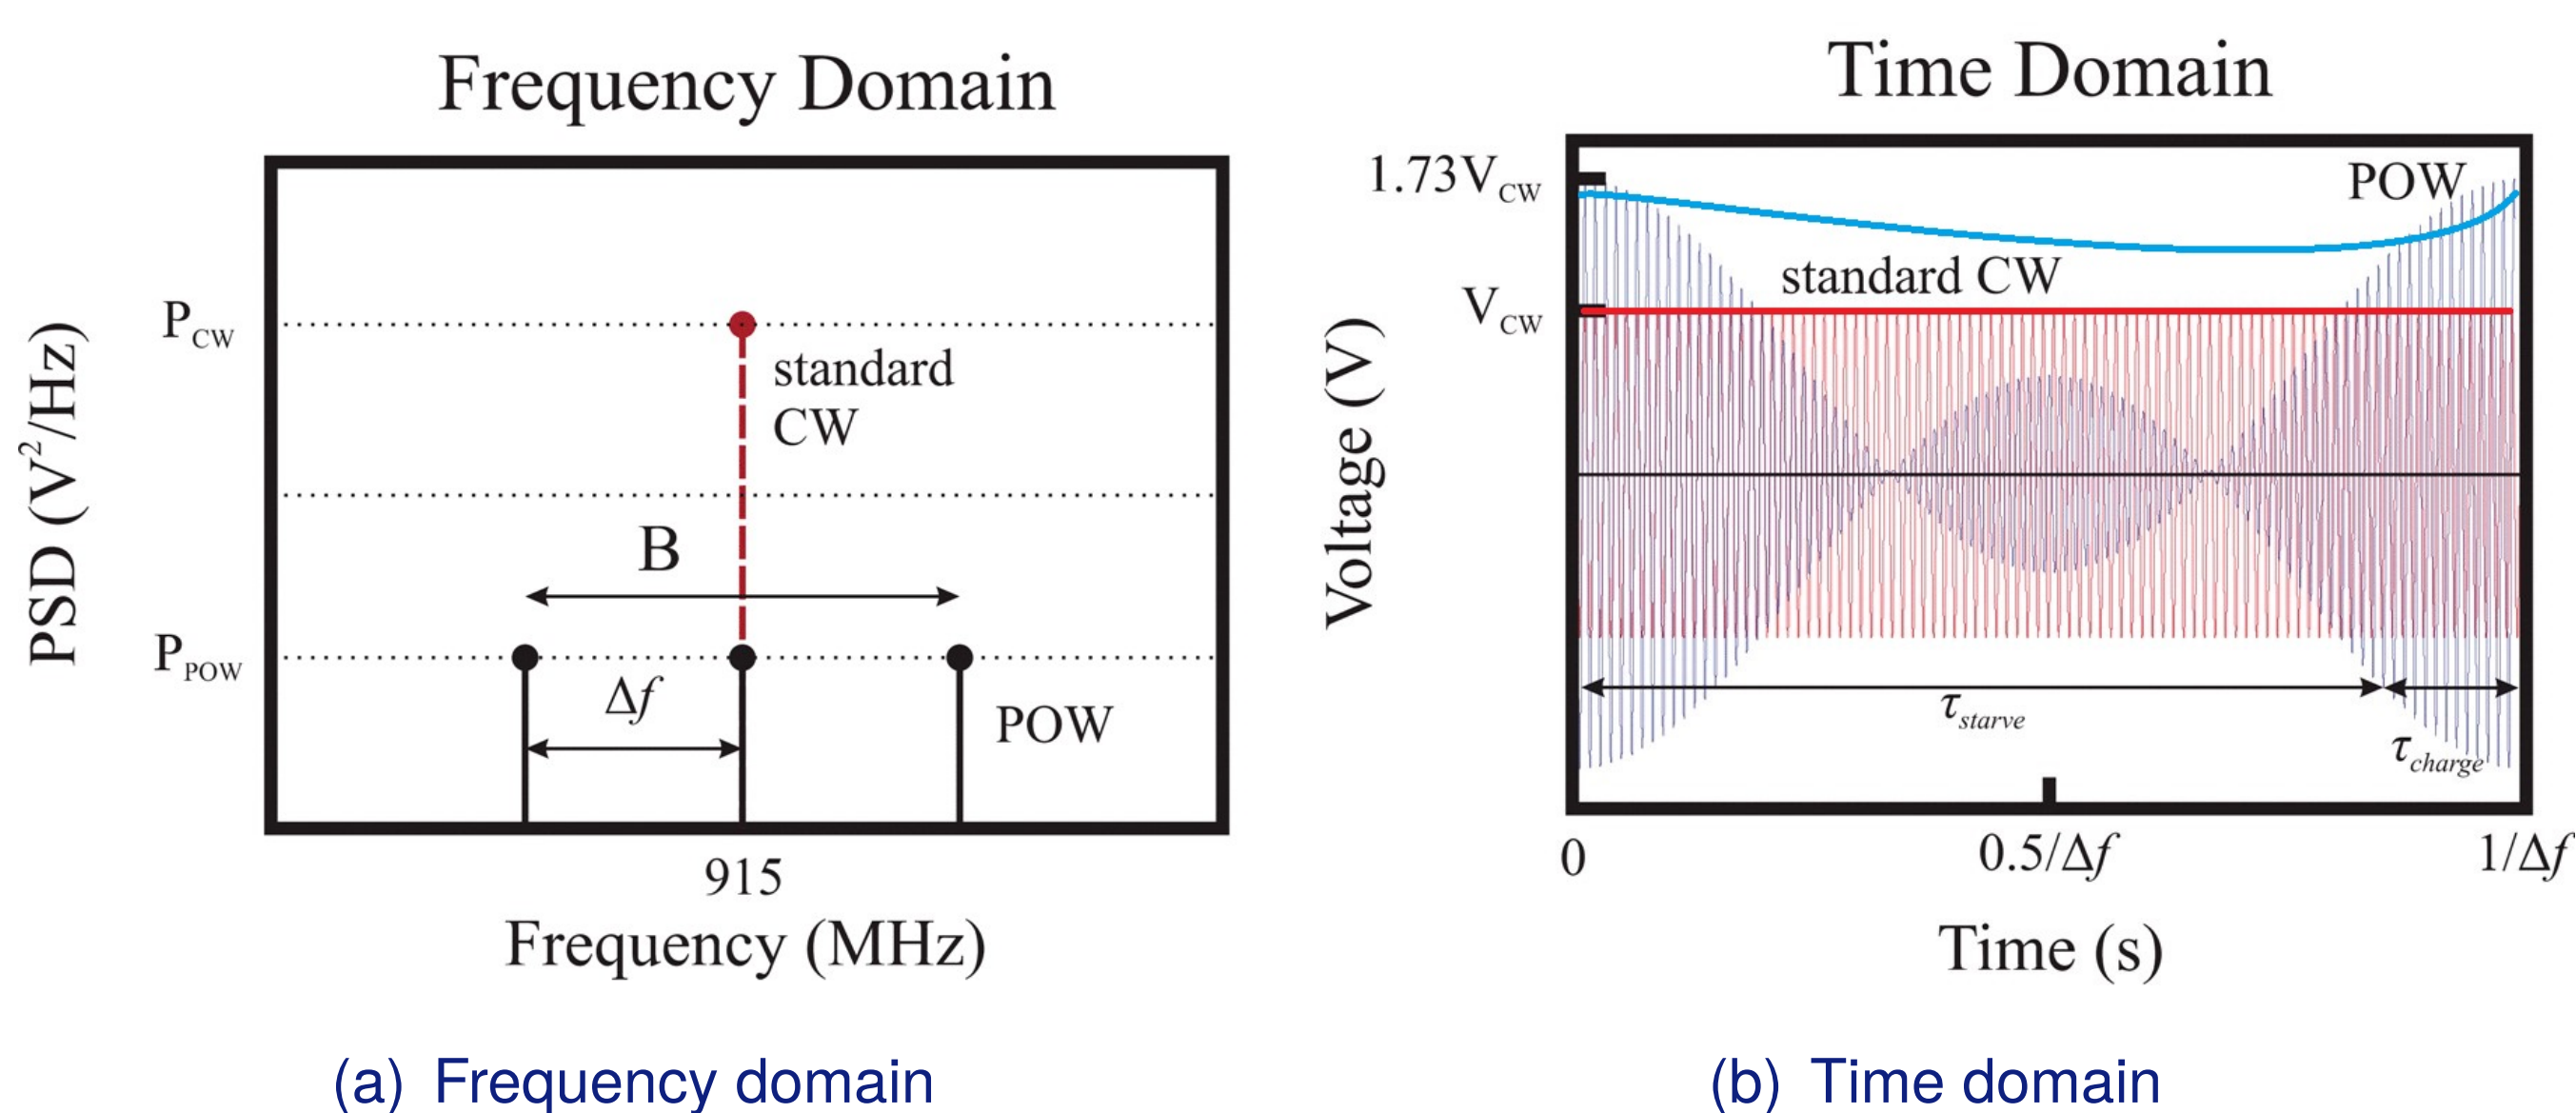 Frequency Domain
PSD (V²/Hz)
P_CW
standard
CW
B
P_POW
Δf
POW
915
Frequency (MHz)
(a) Frequency domain
Time Domain
Voltage (V)
1.73V_CW
POW
standard CW
V_CW
τ_starve
τ_charge
0
0.5/Δf
1/Δf
Time (s)
(b) Time domain